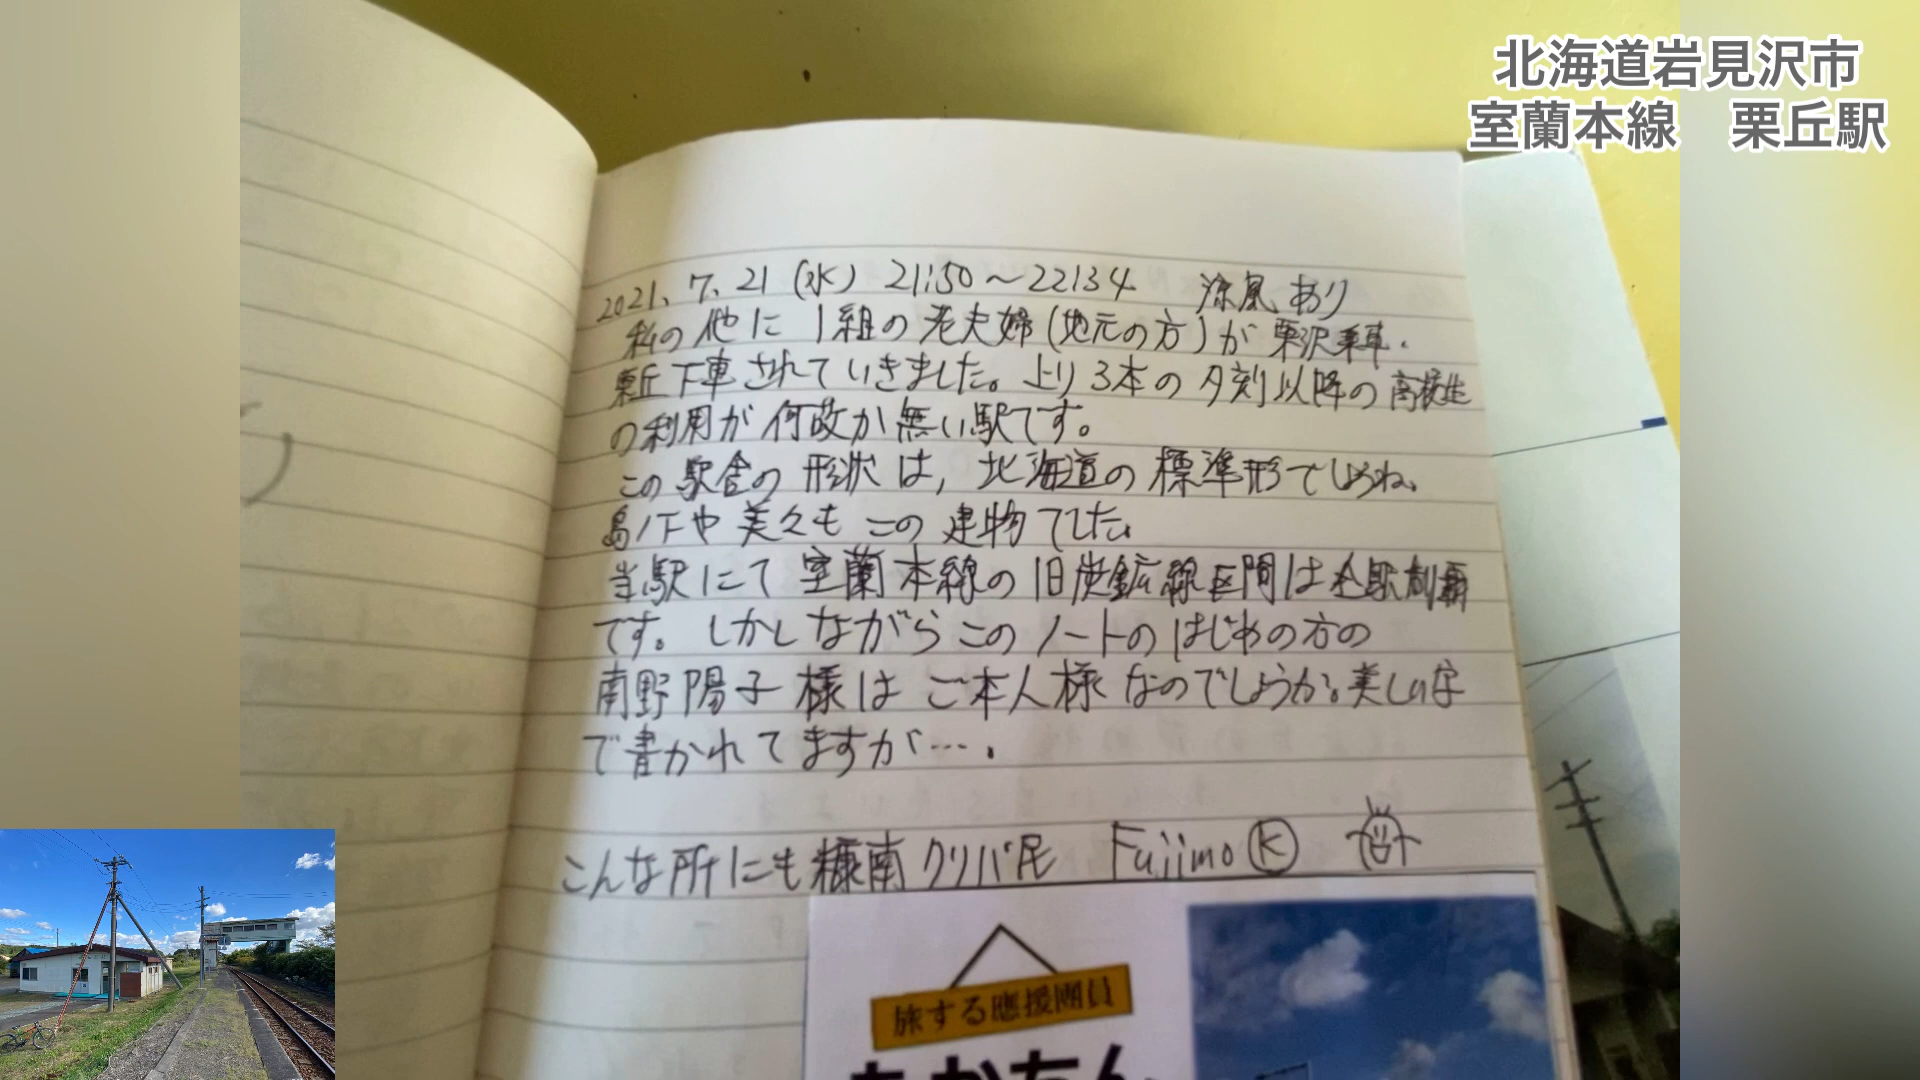 北海道岩見沢市
室蘭本線　栗丘駅
2021.7.21(水) 21:50〜22:34 涼風あり
私の他に1組の老夫婦(地元の方)が栗沢乗車.
栗丘下車されていきました。上り3本の夕刻以降の高校生
の利用が何故か無い駅です。
この駅舎の形状は,北海道の標準形でしょうね、
島ノ下や美々もこの建物でした。
当駅にて室蘭本線の旧炭鉱線区間は全駅制覇
です。しかしながらこのノートのはじめの方の
南野陽子様はご本人様なのでしょうか。美しい字
で書かれてますが….
こんな所にも糠南クリバ尼 Fujimo Ⓚ
旅する應援團員